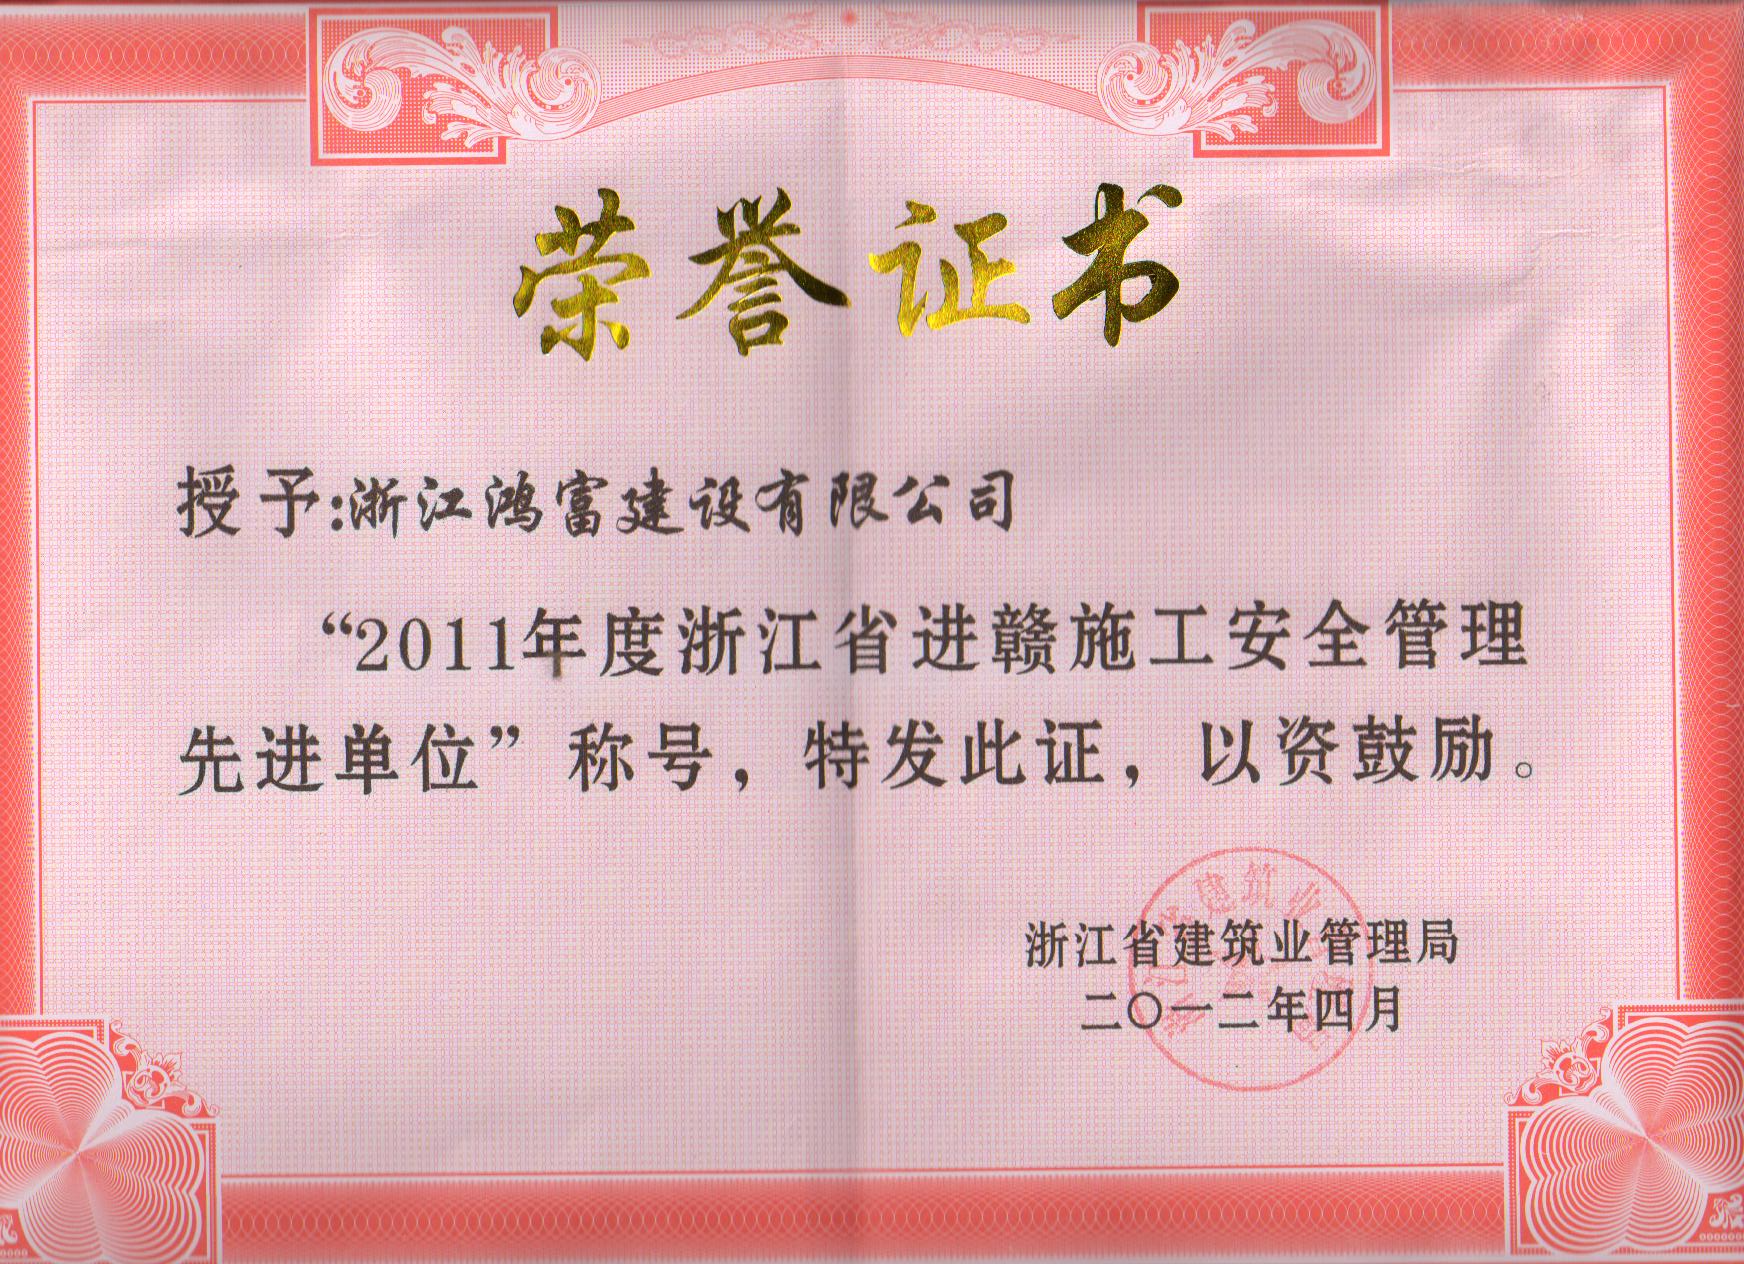 荣誉证书
授予:浙江鸿富建设有限公司
“2011年度浙江省进赣施工安全管理
先进单位”称号，特发此证，以资鼓励。
浙江省建筑业管理局
二〇一二年四月